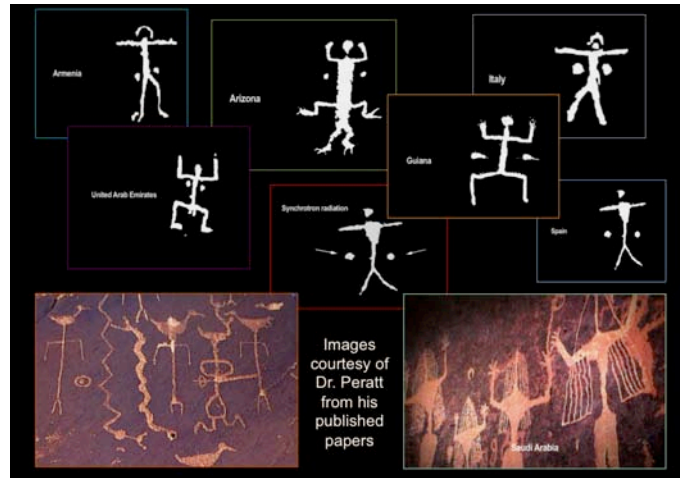 Armenia
Arizona
Italy
United Arab Emirates
Guiana
Synchrotron radiation
Spain
Images
courtesy of
Dr. Peratt
from his
published
papers
Saudi Arabia